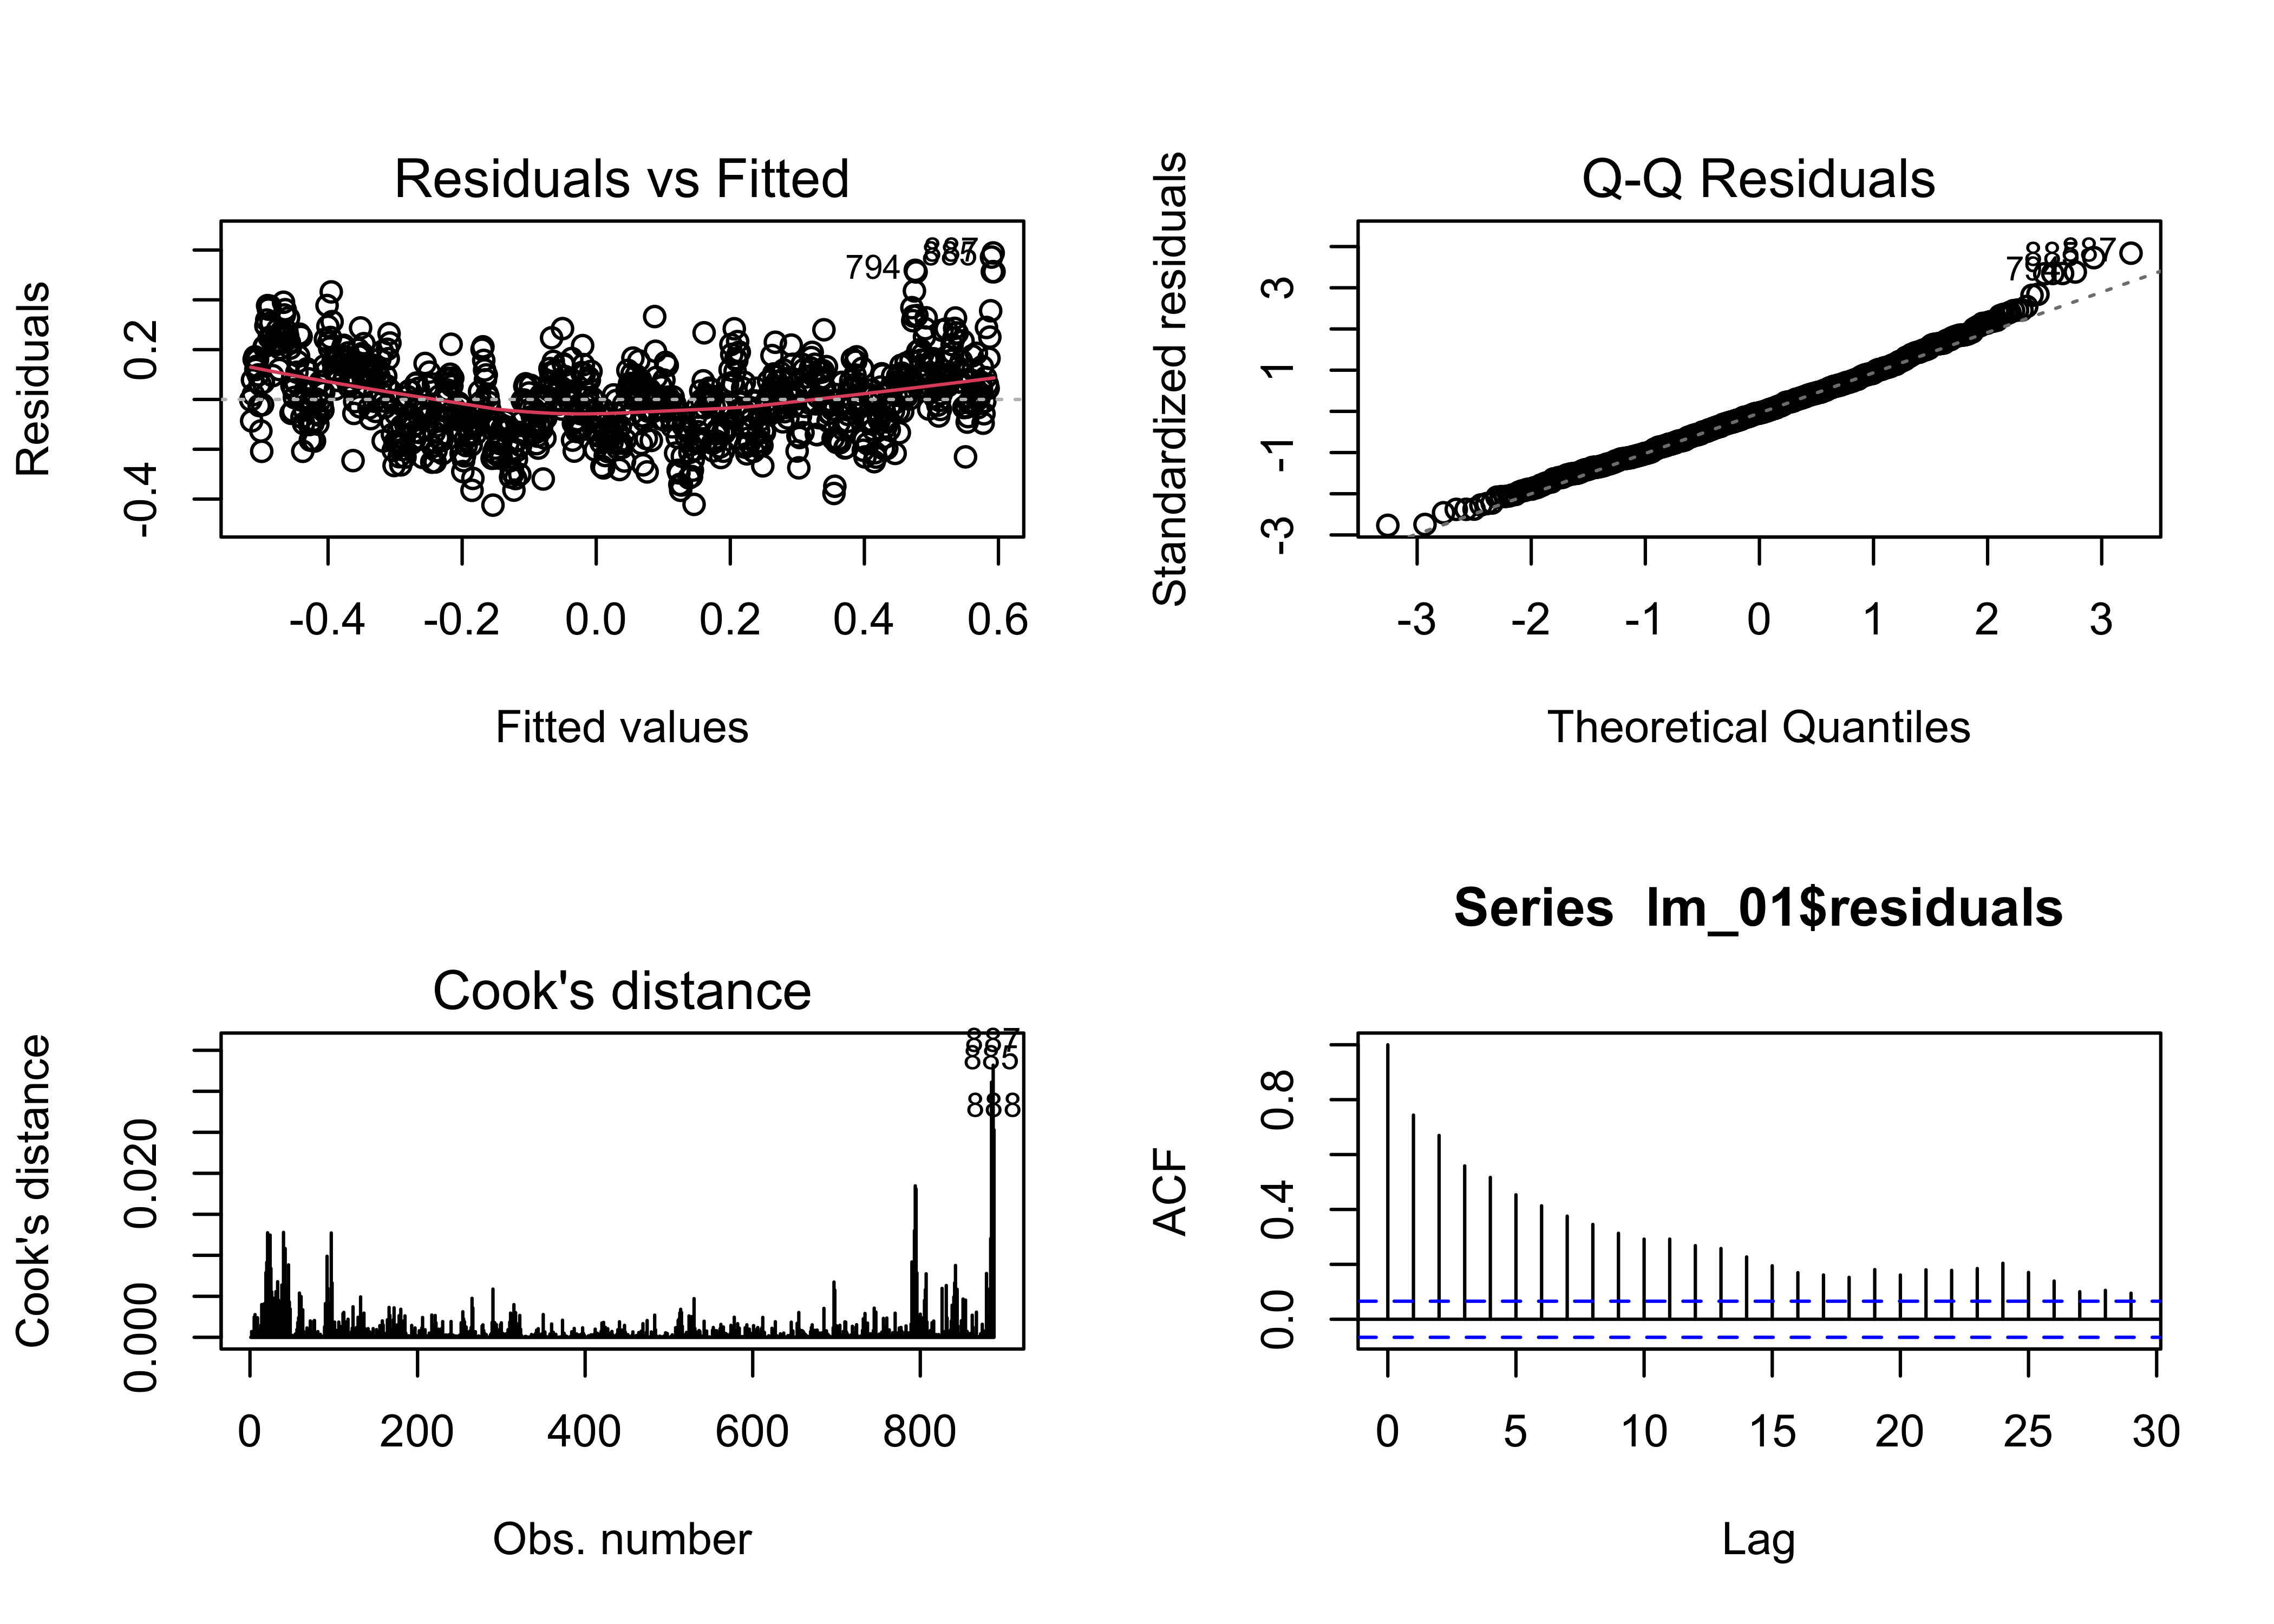 Residuals vs Fitted
Residuals
0.2
-0.4
794
887
885
-0.4 -0.2 0.0 0.2 0.4 0.6
Fitted values
Q-Q Residuals
Standardized residuals
3
1
-1
-3
887
-3 -2 -1 0 1 2 3
Theoretical Quantiles
Cook's distance
Cook's distance
0.020
0.000
887
885
888
0 200 400 600 800
Obs. number
Series lm_01$residuals
ACF
0.8
0.4
0.0
0 5 10 15 20 25 30
Lag